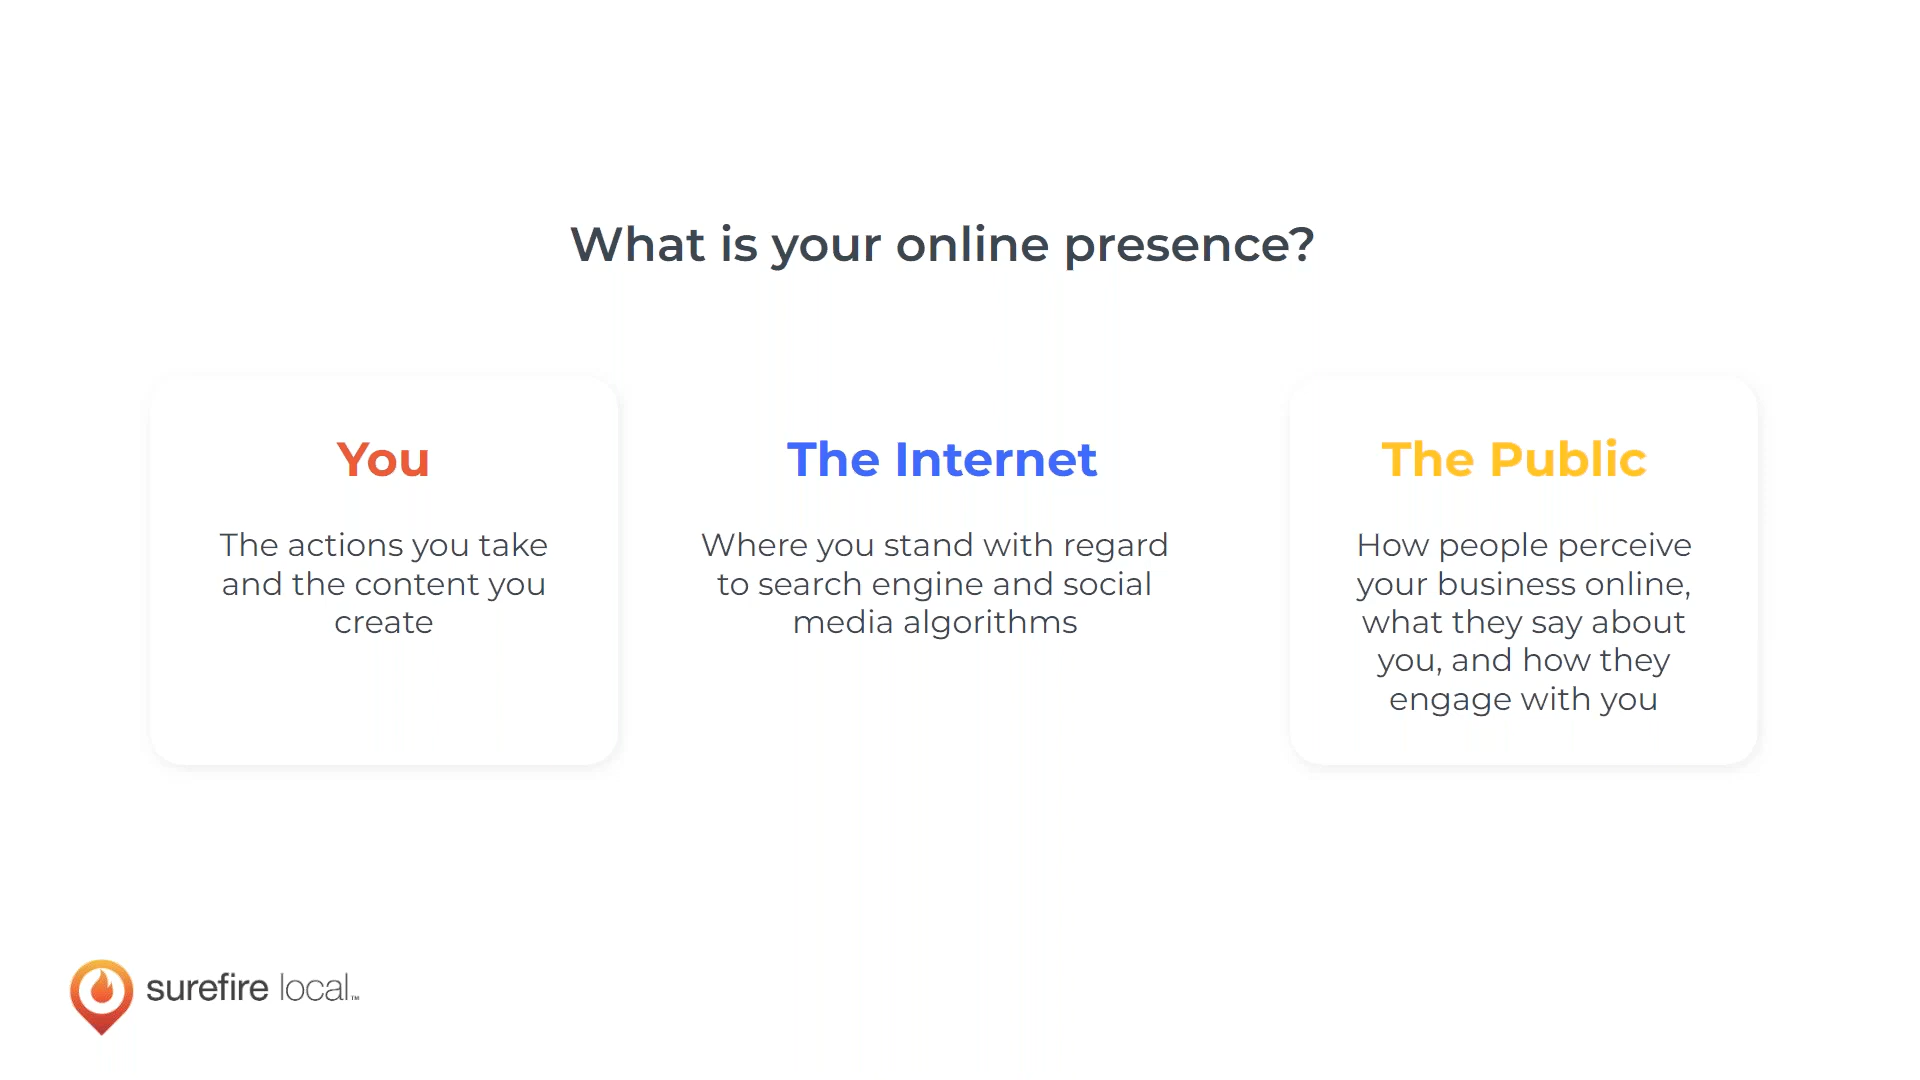 What is your online presence?
You
The actions you take
and the content you
create
The Internet
Where you stand with regard
to search engine and social
media algorithms
The Public
How people perceive
your business online,
what they say about
you, and how they
engage with you
surefire local™